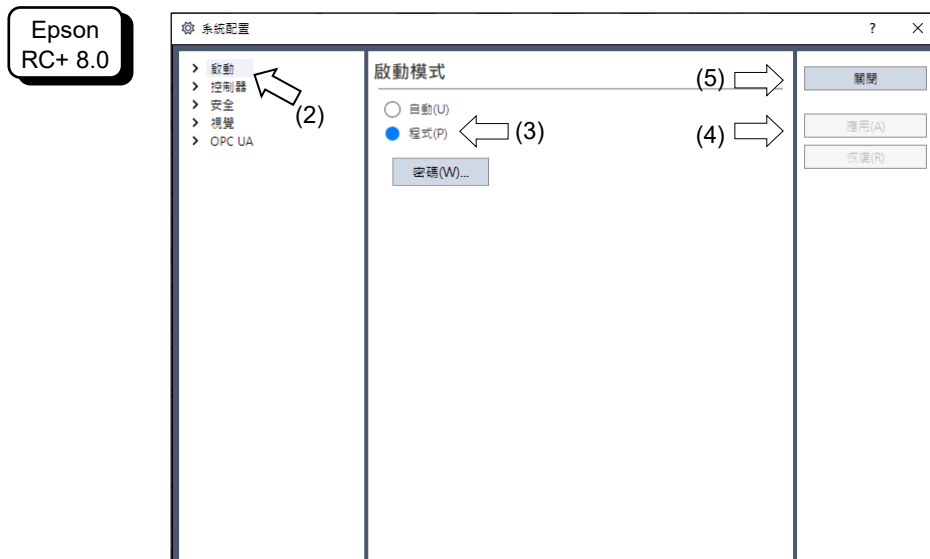 Epson
RC+ 8.0
系統配置
?
啟動
控制器
安全
視覺
OPC UA
(2)
啟動模式
自動(U)
程式(P)
(3)
密碼(W)...
(5)
關閉
(4)
應用(A)
恢復(R)